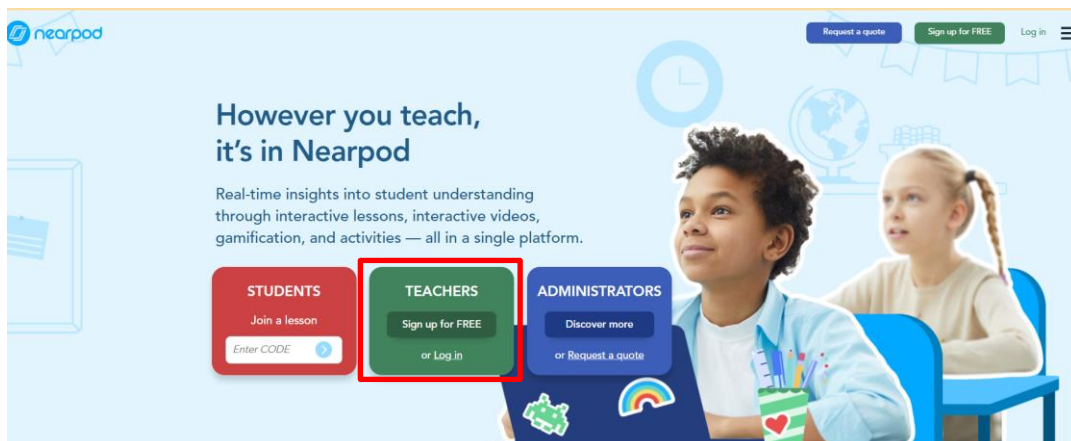 nearpod
Request a quote
Sign up for FREE
Log in
However you teach,
it's in Nearpod
Real-time insights into student understanding
through interactive lessons, interactive videos,
gamification, and activities — all in a single platform.
STUDENTS
Join a lesson
Enter CODE
TEACHERS
Sign up for FREE
or Log in
ADMINISTRATORS
Discover more
or Request a quote